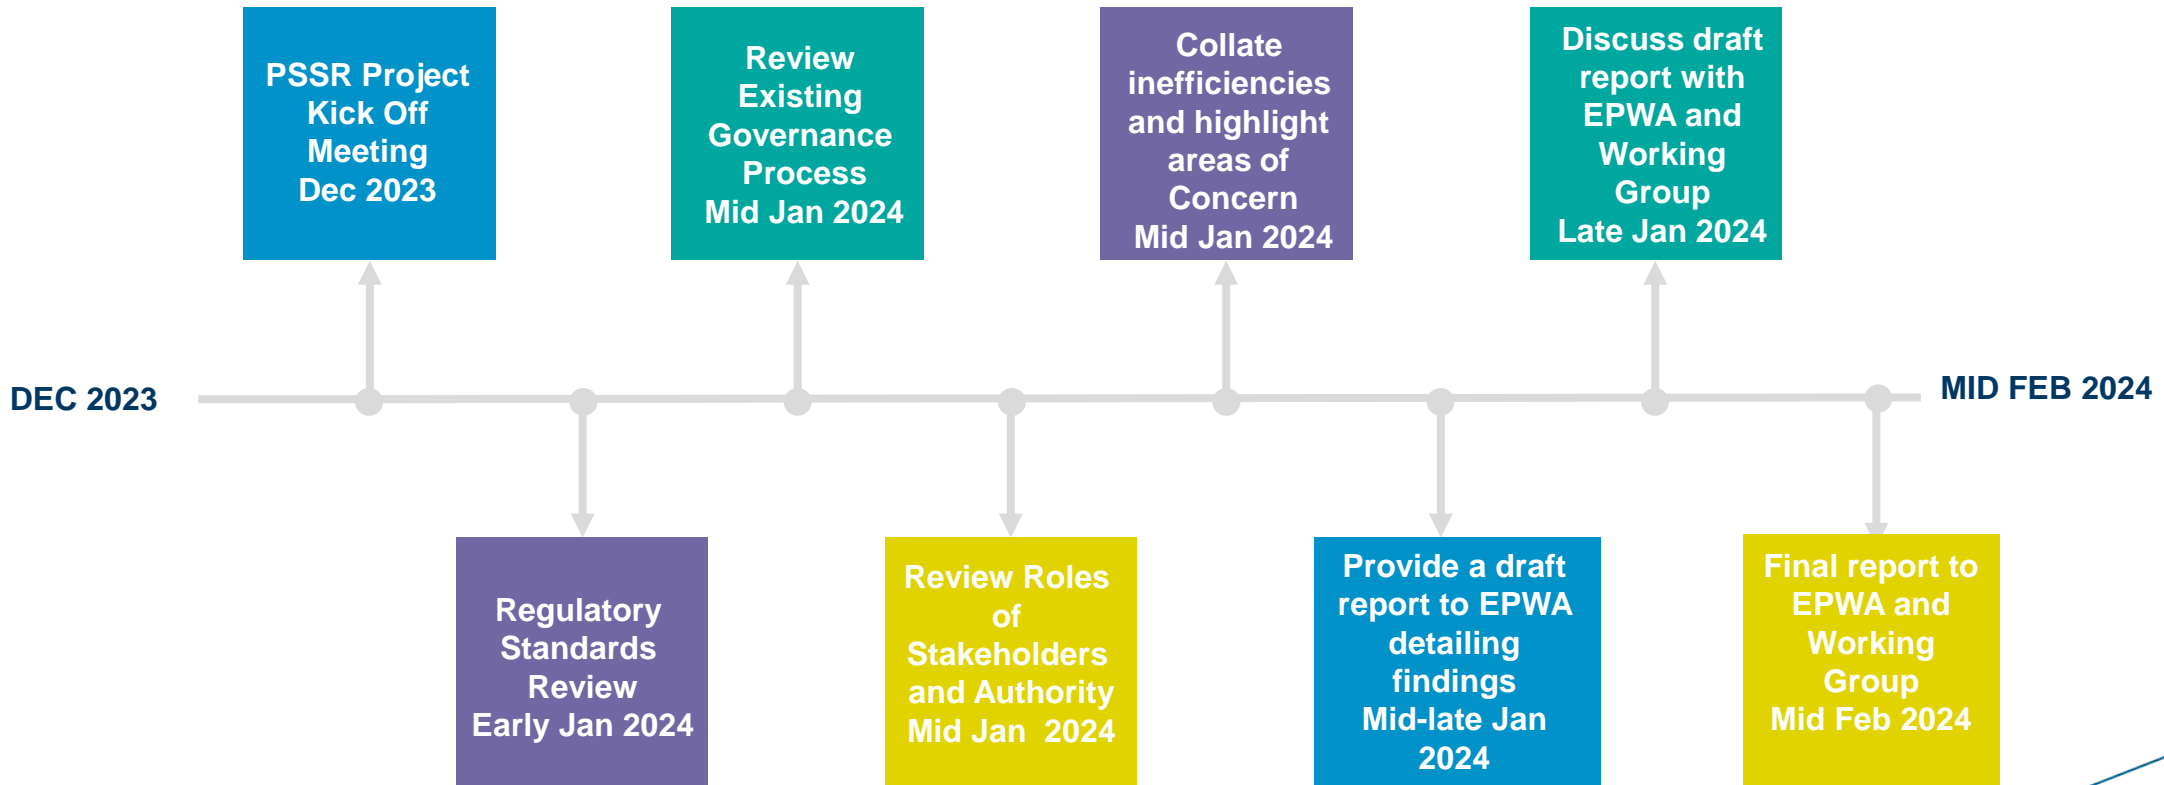 PSSR Project
Kick Off
Meeting
Dec 2023
Review
Existing
Governance
Process
Mid Jan 2024
Collate
inefficiencies
and highlight
areas of
Concern
Mid Jan 2024
Discuss draft
report with
EPWA and
Working
Group
Late Jan 2024
DEC 2023
MID FEB 2024
Regulatory
Standards
Review
Early Jan 2024
Review Roles
of
Stakeholders
and Authority
Mid Jan 2024
Provide a draft
report to EPWA
detailing
findings
Mid-late Jan
2024
Final report to
EPWA and
Working
Group
Mid Feb 2024